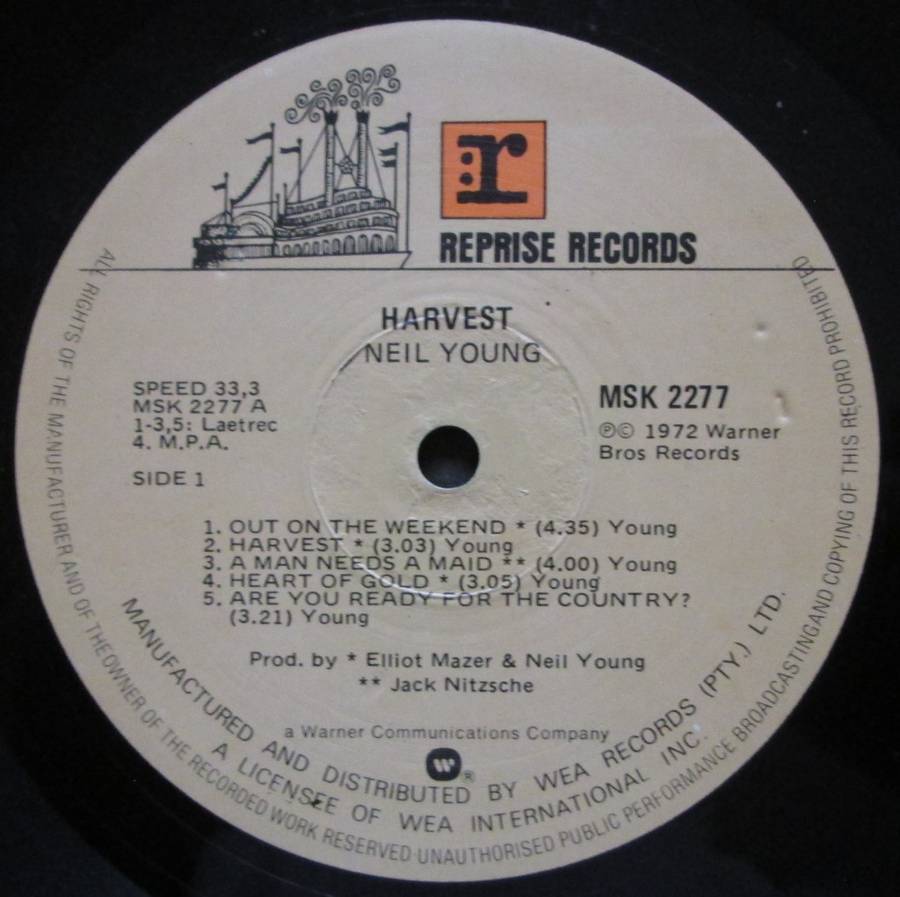 r
REPRISE RECORDS
HARVEST
NEIL YOUNG
SPEED 33,3
MSK 2277 A
1-3,5: Laetrec
4. M.P.A.
SIDE 1
MSK 2277
℗© 1972 Warner
Bros Records
1. OUT ON THE WEEKEND * (4.35) Young
2. HARVEST * (3.03) Young
3. A MAN NEEDS A MAID ** (4.00) Young
4. HEART OF GOLD * (3.05) Young
5. ARE YOU READY FOR THE COUNTRY?
(3.21) Young
Prod. by * Elliot Mazer & Neil Young
** Jack Nitzsche
a Warner Communications Company
W ®
MANUFACTURED AND DISTRIBUTED BY WEA RECORDS (PTY.) LTD.
A LICENSEE OF WEA INTERNATIONAL INC.
ALL RIGHTS OF THE MANUFACTURER AND OF THE OWNER OF THE RECORDED WORK RESERVED·UNAUTHORISED PUBLIC PERFORMANCE BROADCASTING AND COPYING OF THIS RECORD PROHIBITED